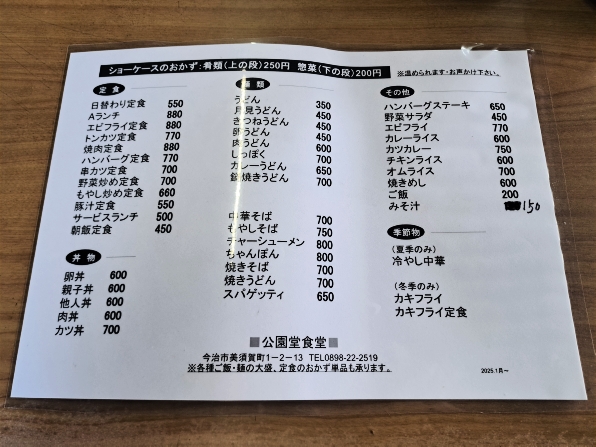 ショーケースのおかず：肴類(上の段)250円 惣菜(下の段)200円
※温められます・お声かけ下さい。
定食
日替わり定食 550
Aランチ 880
エビフライ定食 880
トンカツ定食 770
焼肉定食 880
ハンバーグ定食 770
串カツ定食 700
野菜炒め定食 700
もやし炒め定食 660
豚汁定食 550
サービスランチ 500
朝飯定食 450
丼物
卵丼 600
親子丼 600
他人丼 600
肉丼 600
カツ丼 700
麺類
うどん 350
月見うどん 450
きつねうどん 450
卵うどん 450
肉うどん 600
しっぽく 700
カレーうどん 650
鍋焼きうどん 700
中華そば 700
もやしそば 750
チャーシューメン 800
ちゃんぽん 800
焼きそば 700
焼きうどん 700
スパゲッティ 650
その他
ハンバーグステーキ 650
野菜サラダ 450
エビフライ 770
カレーライス 600
カツカレー 750
チキンライス 600
オムライス 700
焼きめし 600
ご飯 200
みそ汁 150
季節物
(夏季のみ)
冷やし中華
(冬季のみ)
カキフライ
カキフライ定食
■公園堂食堂■
今治市美須賀町1－2－13 TEL0898-22-2519
※各種ご飯・麺の大盛、定食のおかず単品も承ります。
2025.1月～